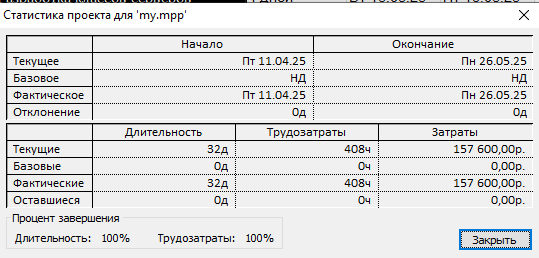 Статистика проекта для 'my.mpp'
Начало Окончание
Текущее Пт 11.04.25 Пн 26.05.25
Базовое НД НД
Фактическое Пт 11.04.25 Пн 26.05.25
Отклонение 0д 0д
Длительность Трудозатраты Затраты
Текущие 32д 408ч 157 600,00р.
Базовые 0д 0ч 0,00р.
Фактические 32д 408ч 157 600,00р.
Оставшиеся 0д 0ч 0,00р.
Процент завершения
Длительность: 100% Трудозатраты: 100%
Закрыть